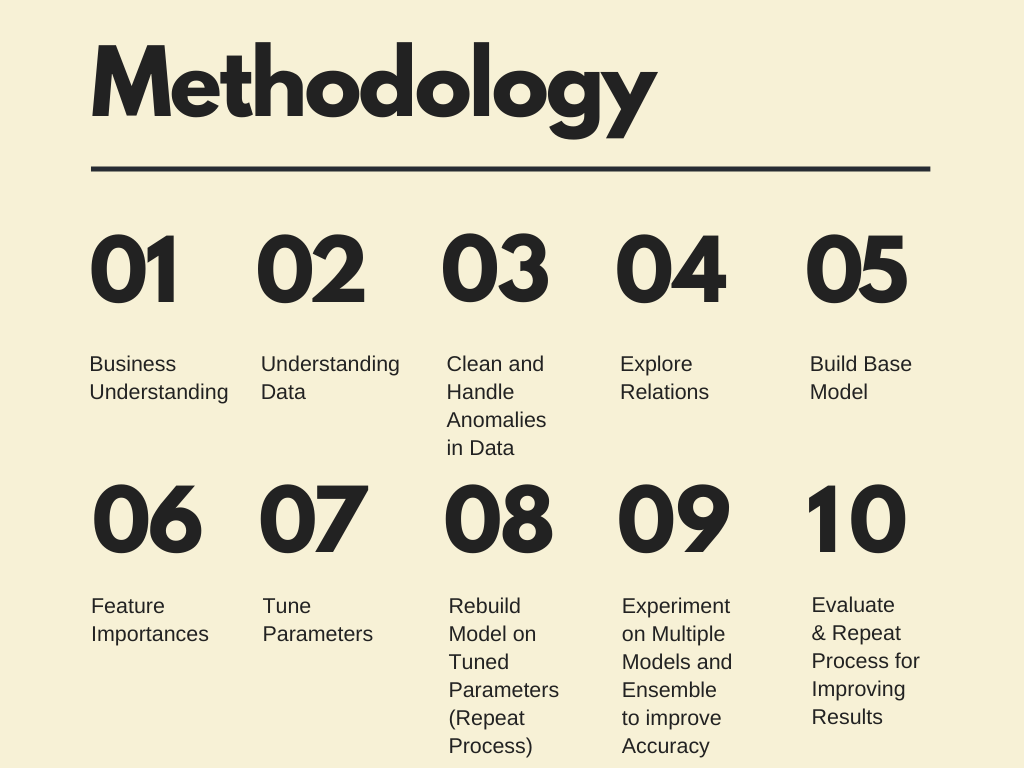 Methodology
01
Business
Understanding
02
Understanding
Data
03
Clean and
Handle
Anomalies
in Data
04
Explore
Relations
05
Build Base
Model
06
Feature
Importances
07
Tune
Parameters
08
Rebuild
Model on
Tuned
Parameters
(Repeat
Process)
09
Experiment
on Multiple
Models and
Ensemble
to improve
Accuracy
10
Evaluate
& Repeat
Process for
Improving
Results